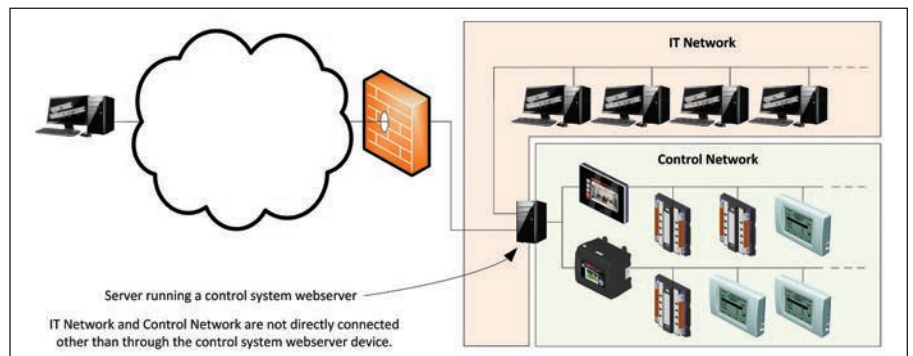 IT Network
Control Network
Server running a control system webserver
IT Network and Control Network are not directly connected
other than through the control system webserver device.